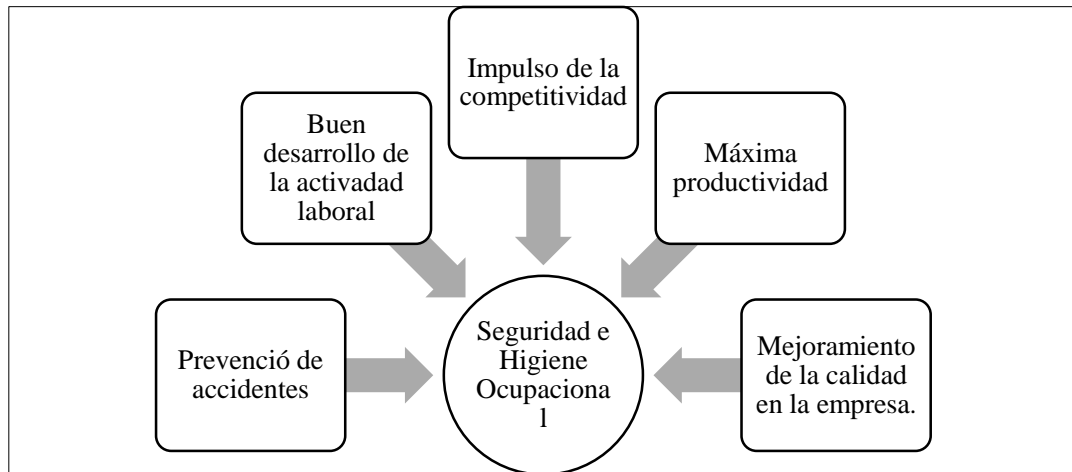 Impulso de la
competitividad
Buen
desarrollo de
la activadad
laboral
Máxima
productividad
Prevenció de
accidentes
Seguridad e
Higiene
Ocupaciona
l
Mejoramiento
de la calidad
en la empresa.